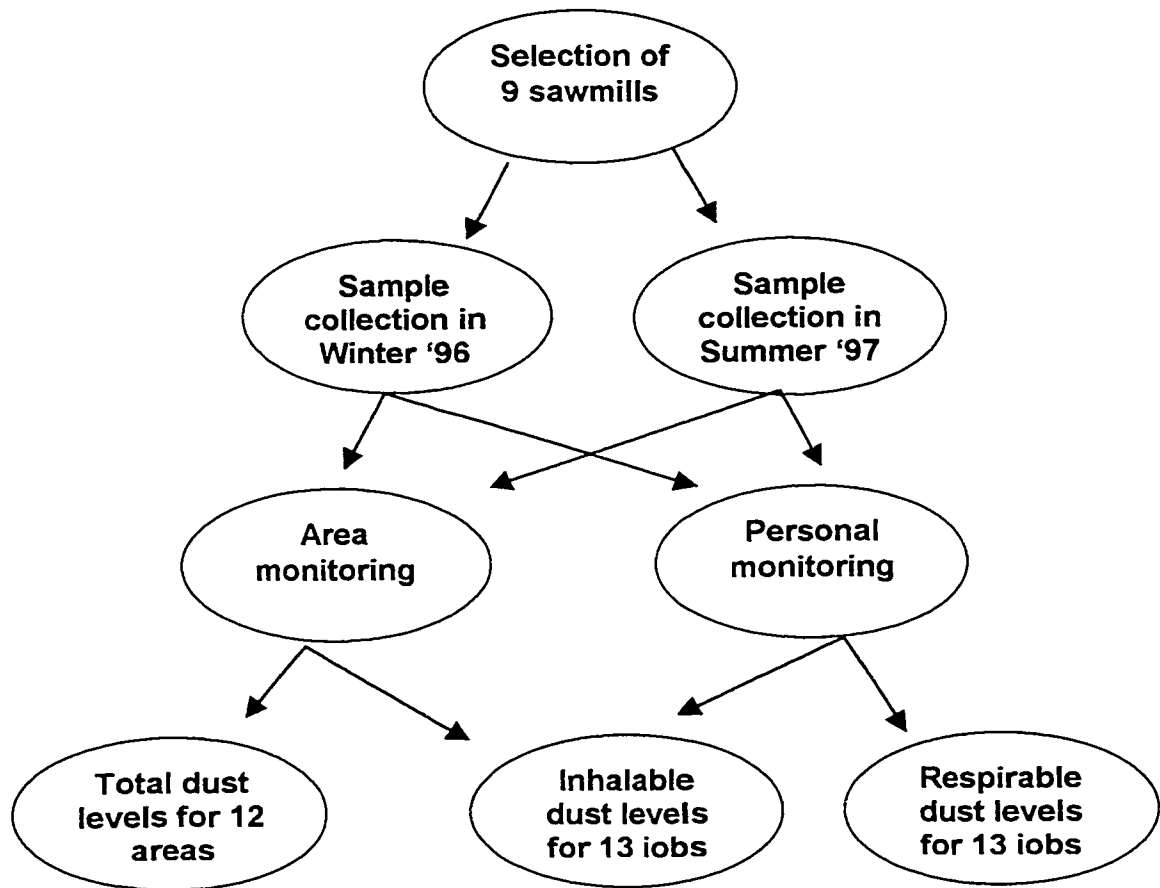 Selection of
9 sawmills
Sample
collection in
Winter ‘96
Sample
collection in
Summer ‘97
Area
monitoring
Personal
monitoring
Total dust
levels for 12
areas
Inhalable
dust levels
for 13 iobs
Respirable
dust levels
for 13 iobs